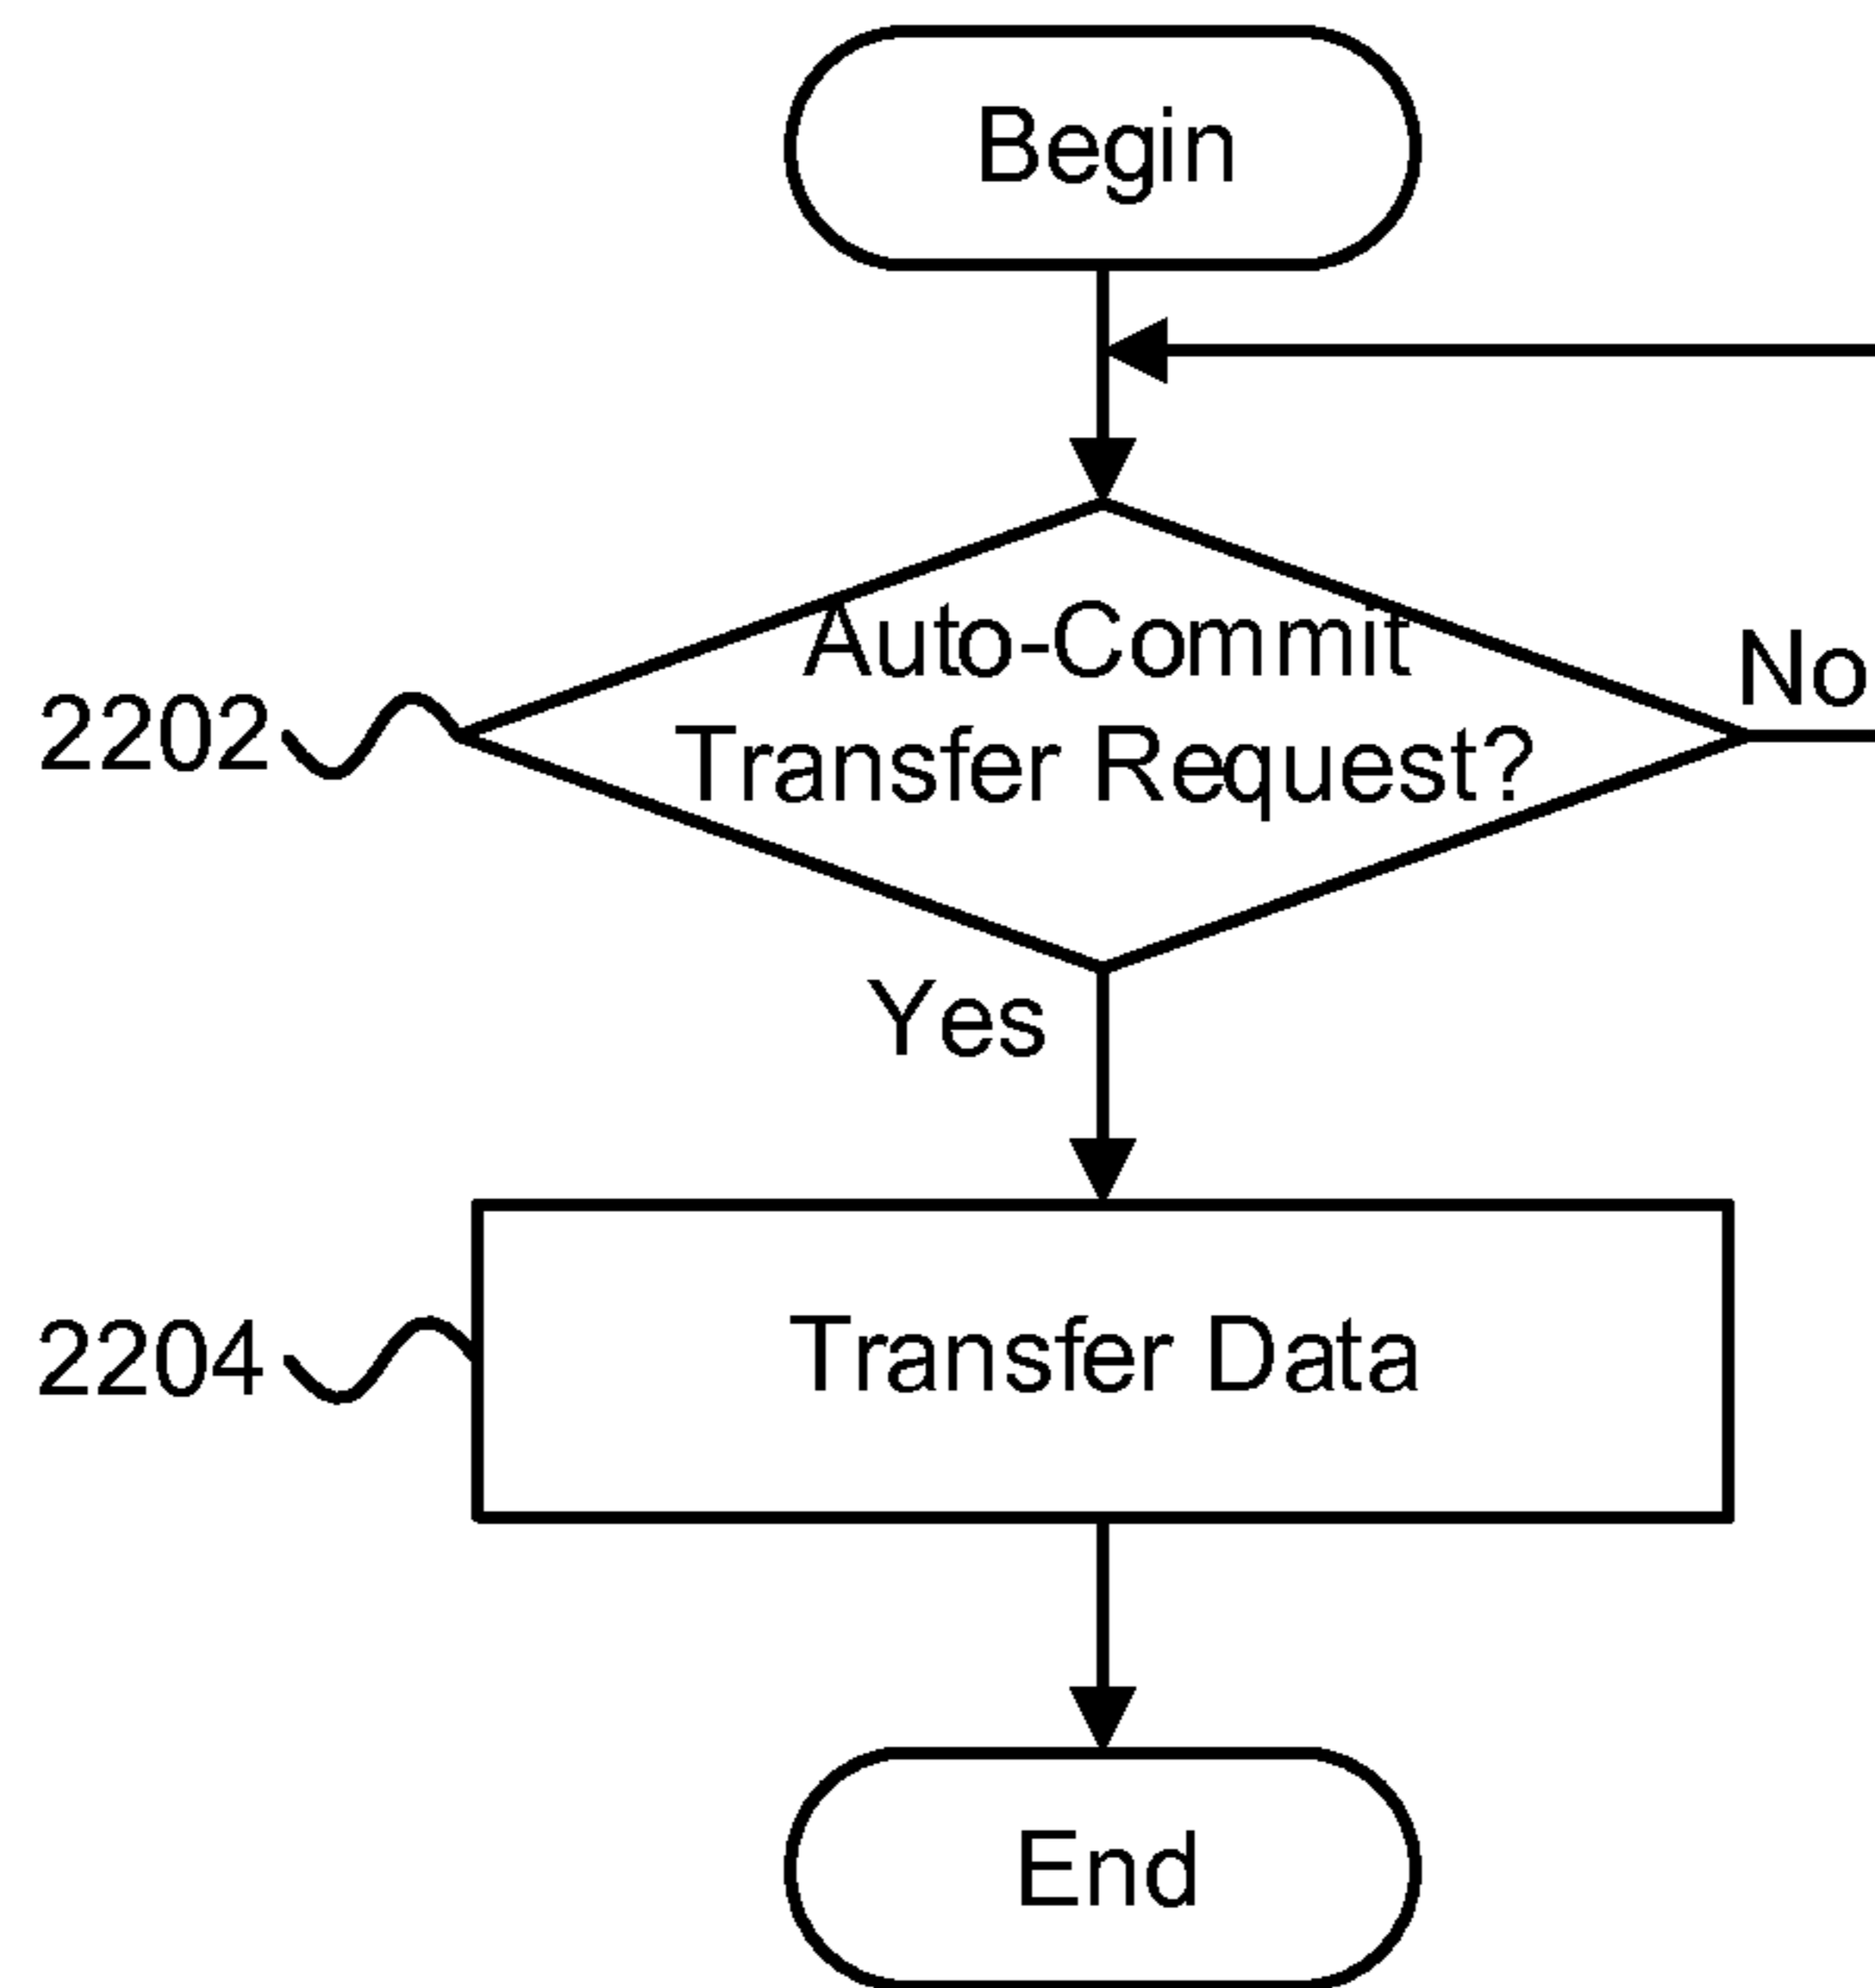 Begin
Auto-Commit
Transfer Request?
No
2202
Yes
Transfer Data
2204
End